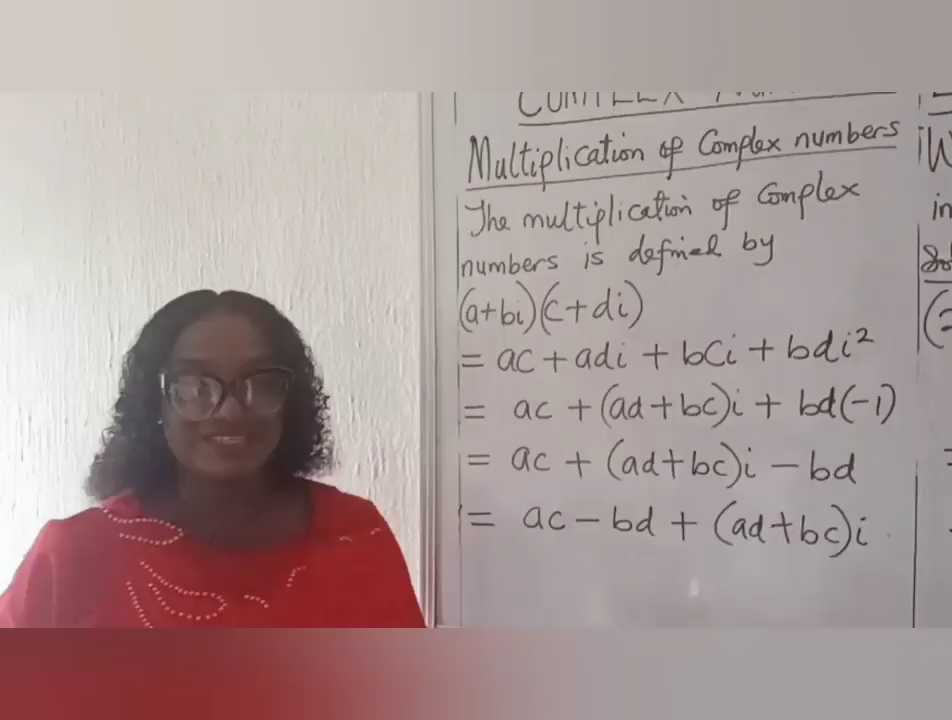 COMPLEX
Multiplication of Complex numbers
The multiplication of Complex
numbers is defined by
(a+bi)(c+di)
= ac + adi + bci + bdi²
= ac + (ad+bc)i + bd(-1)
= ac + (ad+bc)i - bd
= ac - bd + (ad+bc)i